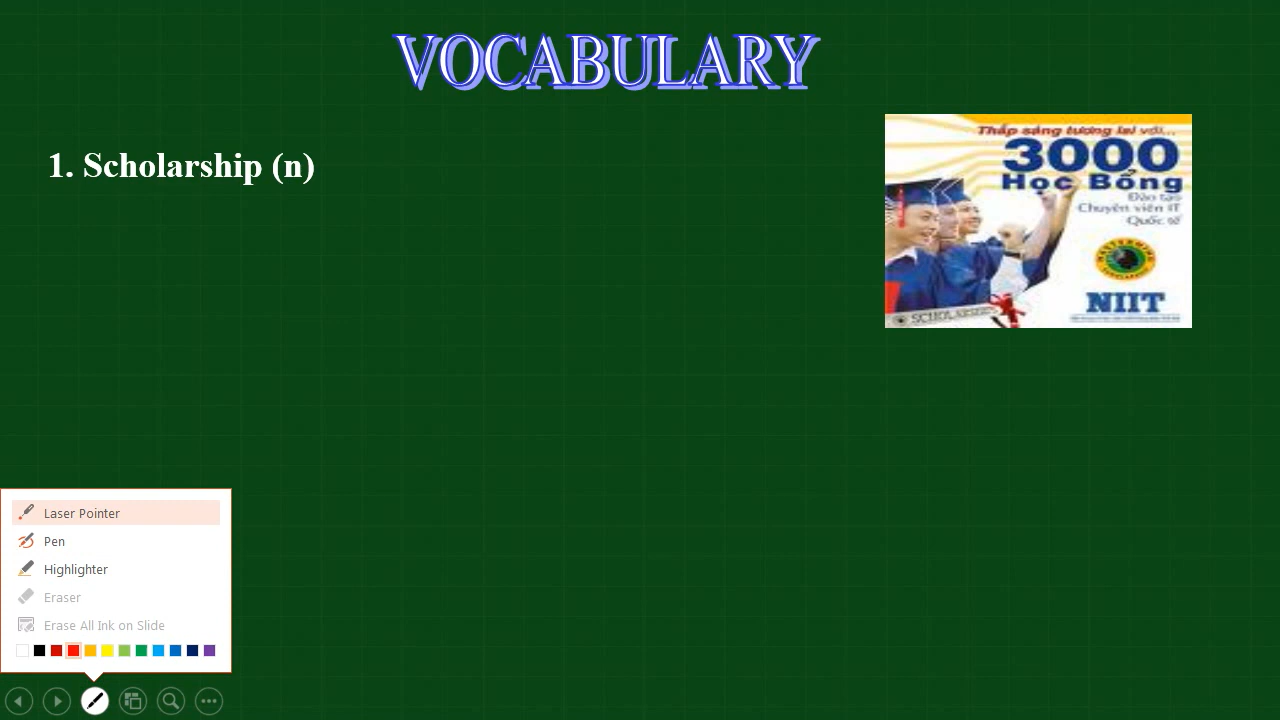 VOCABULARY
1. Scholarship (n)
Thắp sáng tương lai với...
3000
Học Bổng
Đào tạo
Chuyên viên IT
Quốc tế
NIIT
SCHOLARSHIP
Laser Pointer
Pen
Highlighter
Eraser
Erase All Ink on Slide